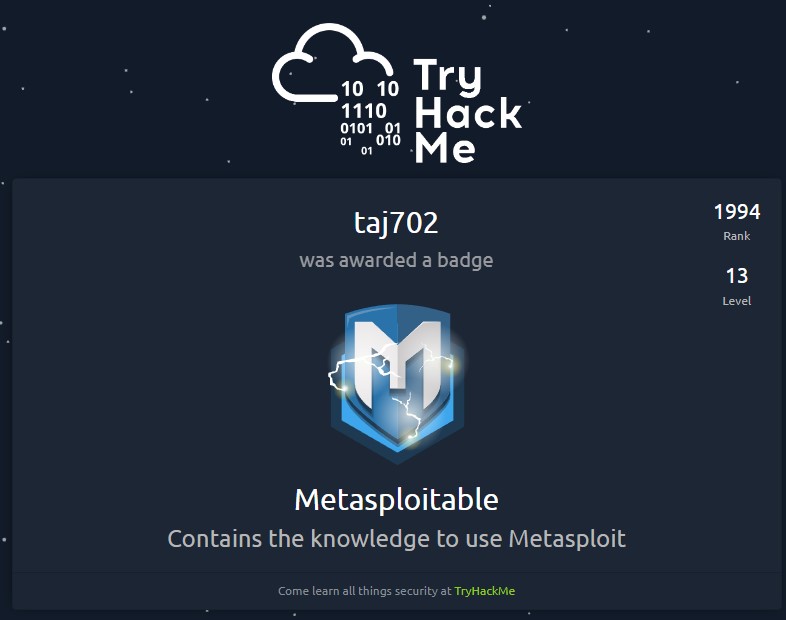 10 10
1110
0101 01
01 010
01
Try
Hack
Me
taj702
was awarded a badge
1994
Rank
13
Level
M
Metasploitable
Contains the knowledge to use Metasploit
Come learn all things security at TryHackMe